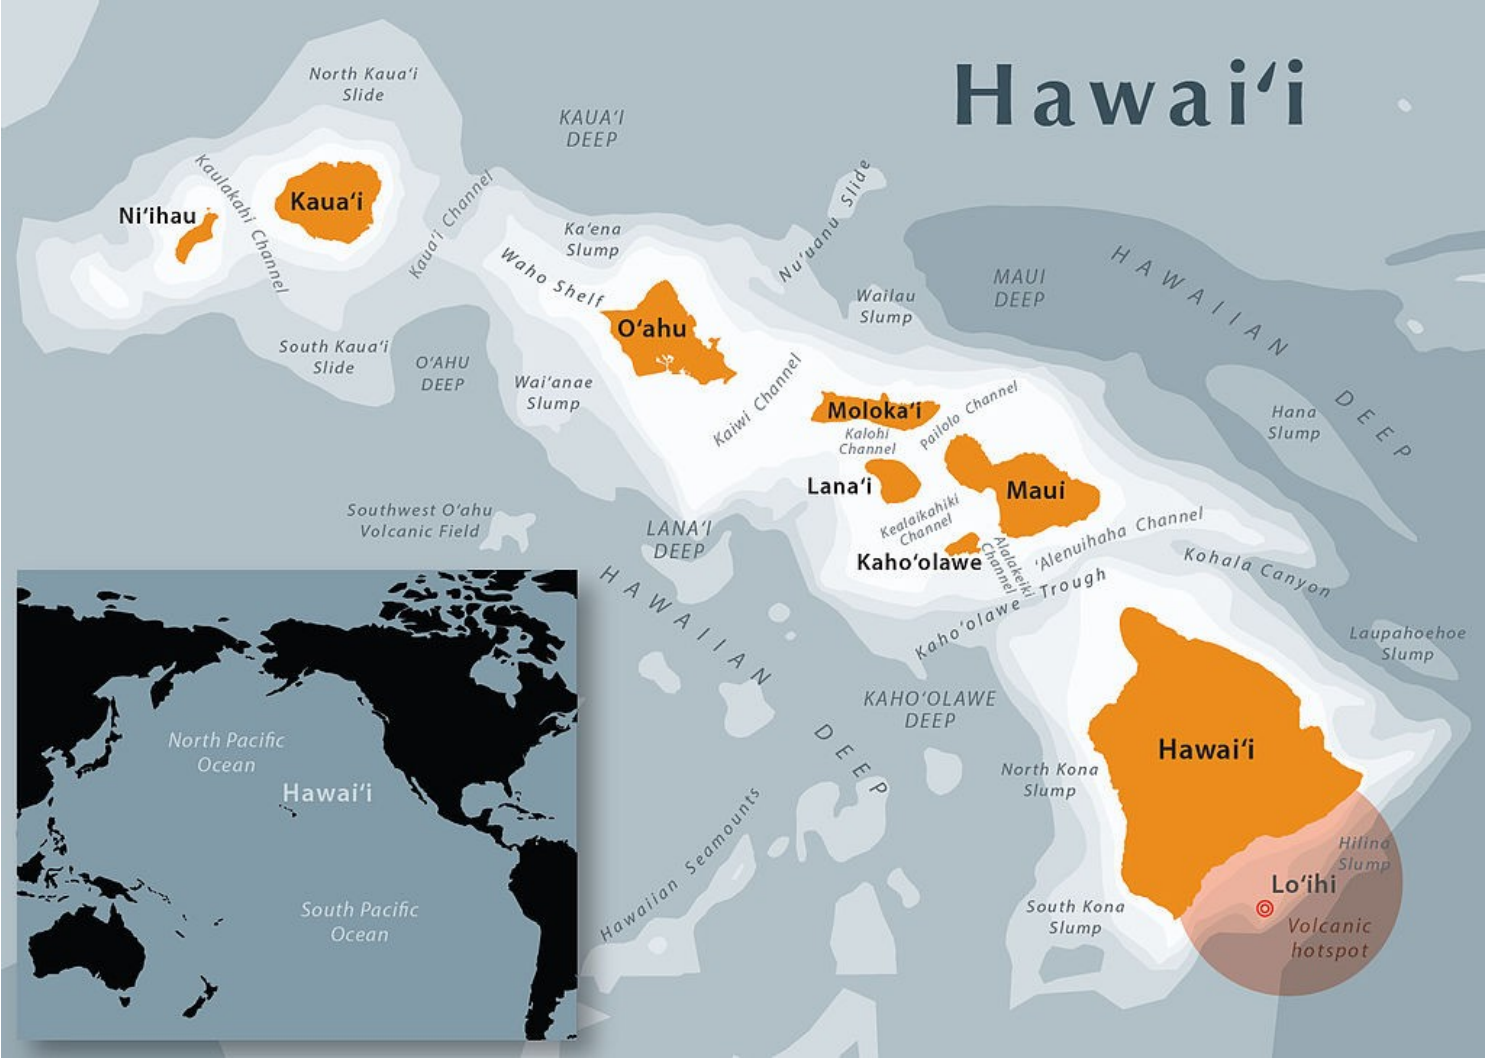 Hawai‘i
North Kaua‘i
Slide
KAUA‘I
DEEP
Kaulakahi Channel
Ni‘ihau
Kaua‘i
Kaua‘i Channel
Ka‘ena
Slump
Waho Shelf
Nu‘uanu Slide
MAUI
DEEP
HAWAIIAN DEEP
Wailau
Slump
O‘ahu
South Kaua‘i
Slide
O‘AHU
DEEP
Wai‘anae
Slump
Kaiwi Channel
Moloka‘i
Kalohi
Channel
Pailolo Channel
Hana
Slump
Lana‘i
Maui
Kealaikahiki
Channel
Southwest O‘ahu
Volcanic Field
LANA‘I
DEEP
Kaho‘olawe
Alalakeiki
Channel
‘Alenuihaha Channel
Kohala Canyon
Kaho‘olawe Trough
HAWAIIAN DEEP
Laupahoehoe
Slump
KAHO‘OLAWE
DEEP
Hawai‘i
North Kona
Slump
Hawaiian Seamounts
Hilina
Slump
Lo‘ihi
South Kona
Slump
Volcanic
hotspot
North Pacific
Ocean
Hawai‘i
South Pacific
Ocean